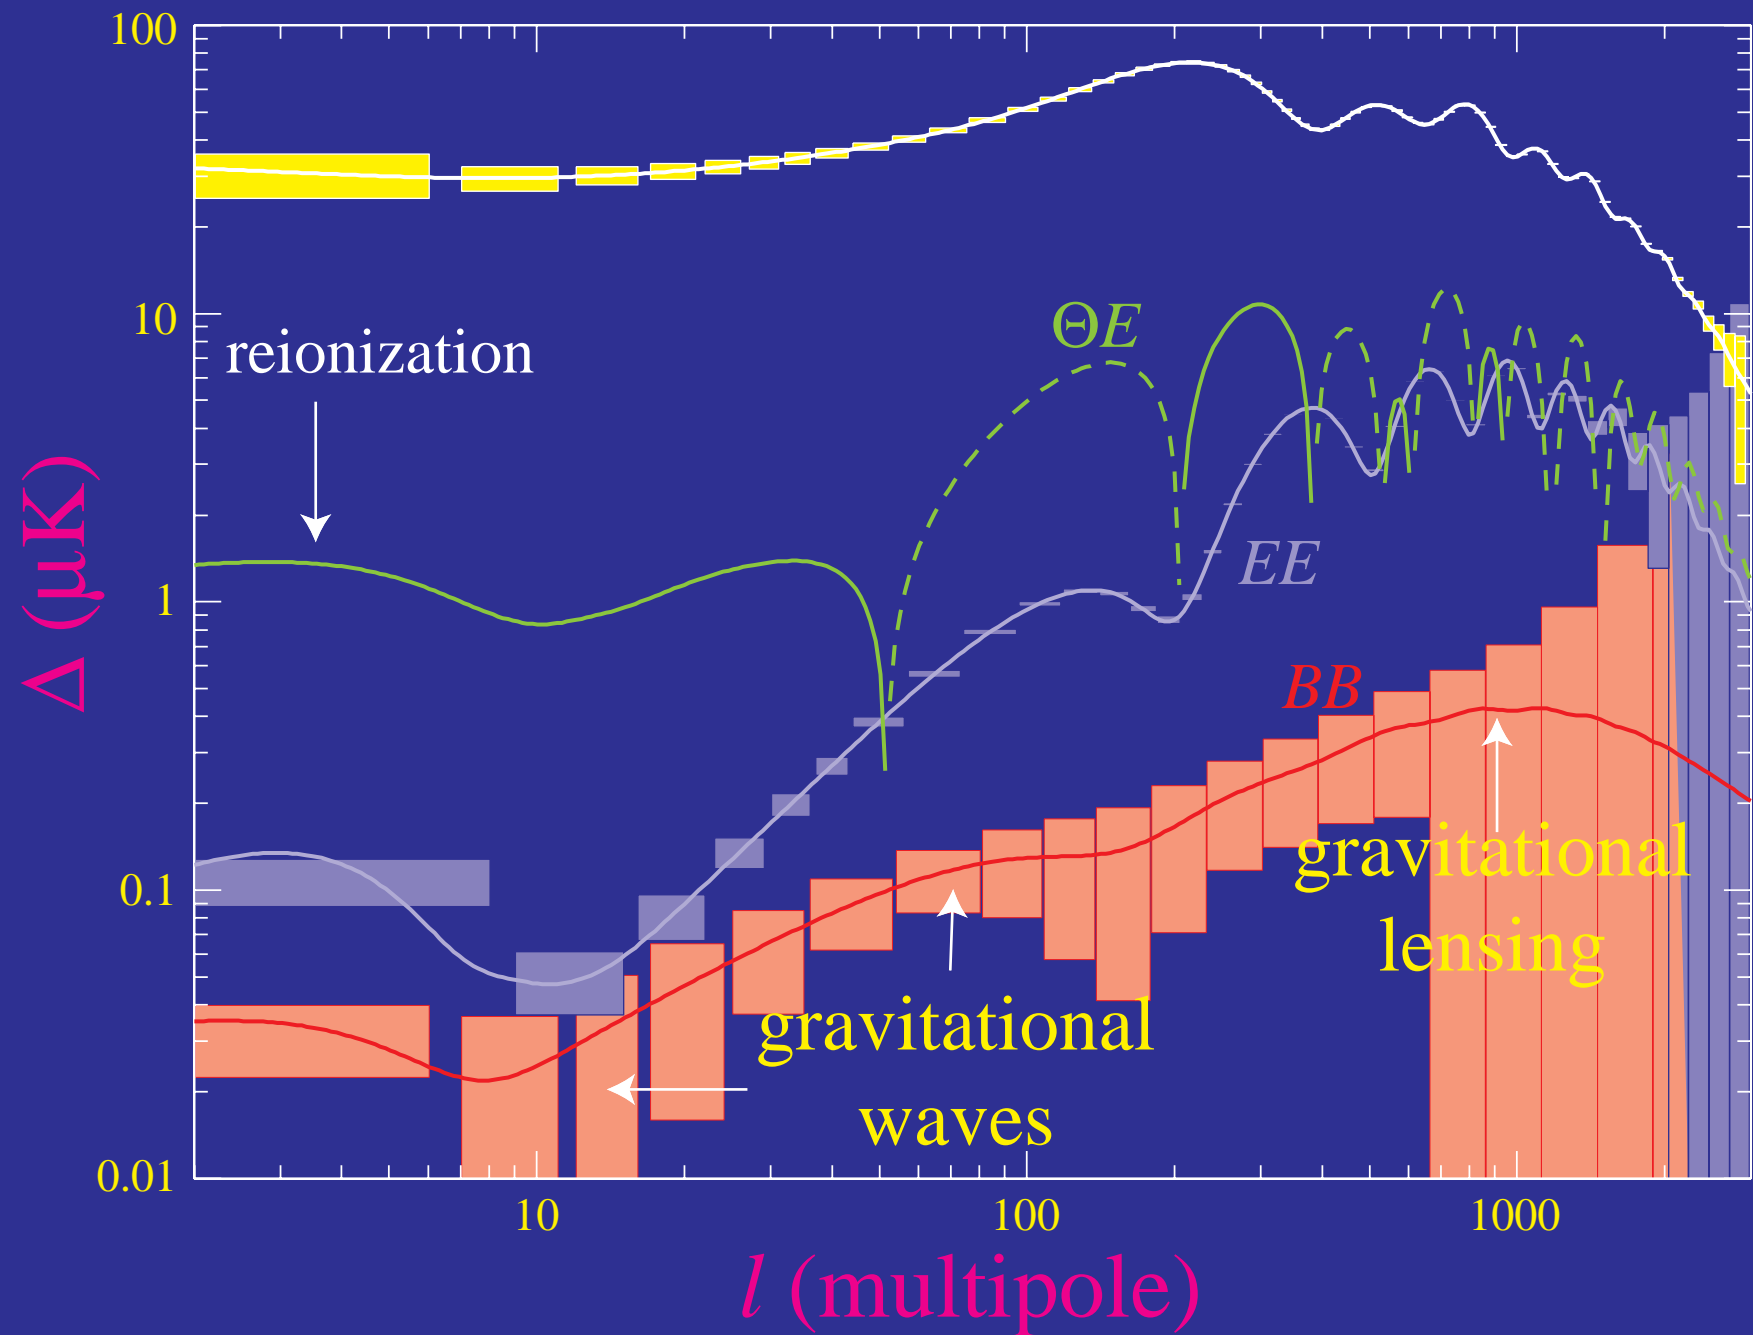 100
10
1
0.1
0.01
Δ (μK)
reionization
ΘE
EE
BB
gravitational
lensing
gravitational
waves
10
100
1000
l (multipole)